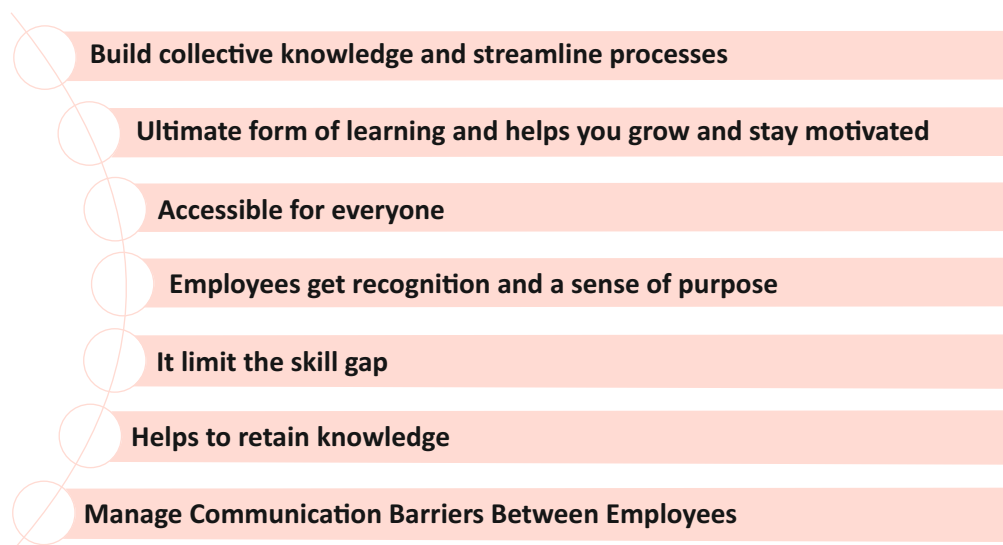 Build collective knowledge and streamline processes
Ultimate form of learning and helps you grow and stay motivated
Accessible for everyone
Employees get recognition and a sense of purpose
It limit the skill gap
Helps to retain knowledge
Manage Communication Barriers Between Employees